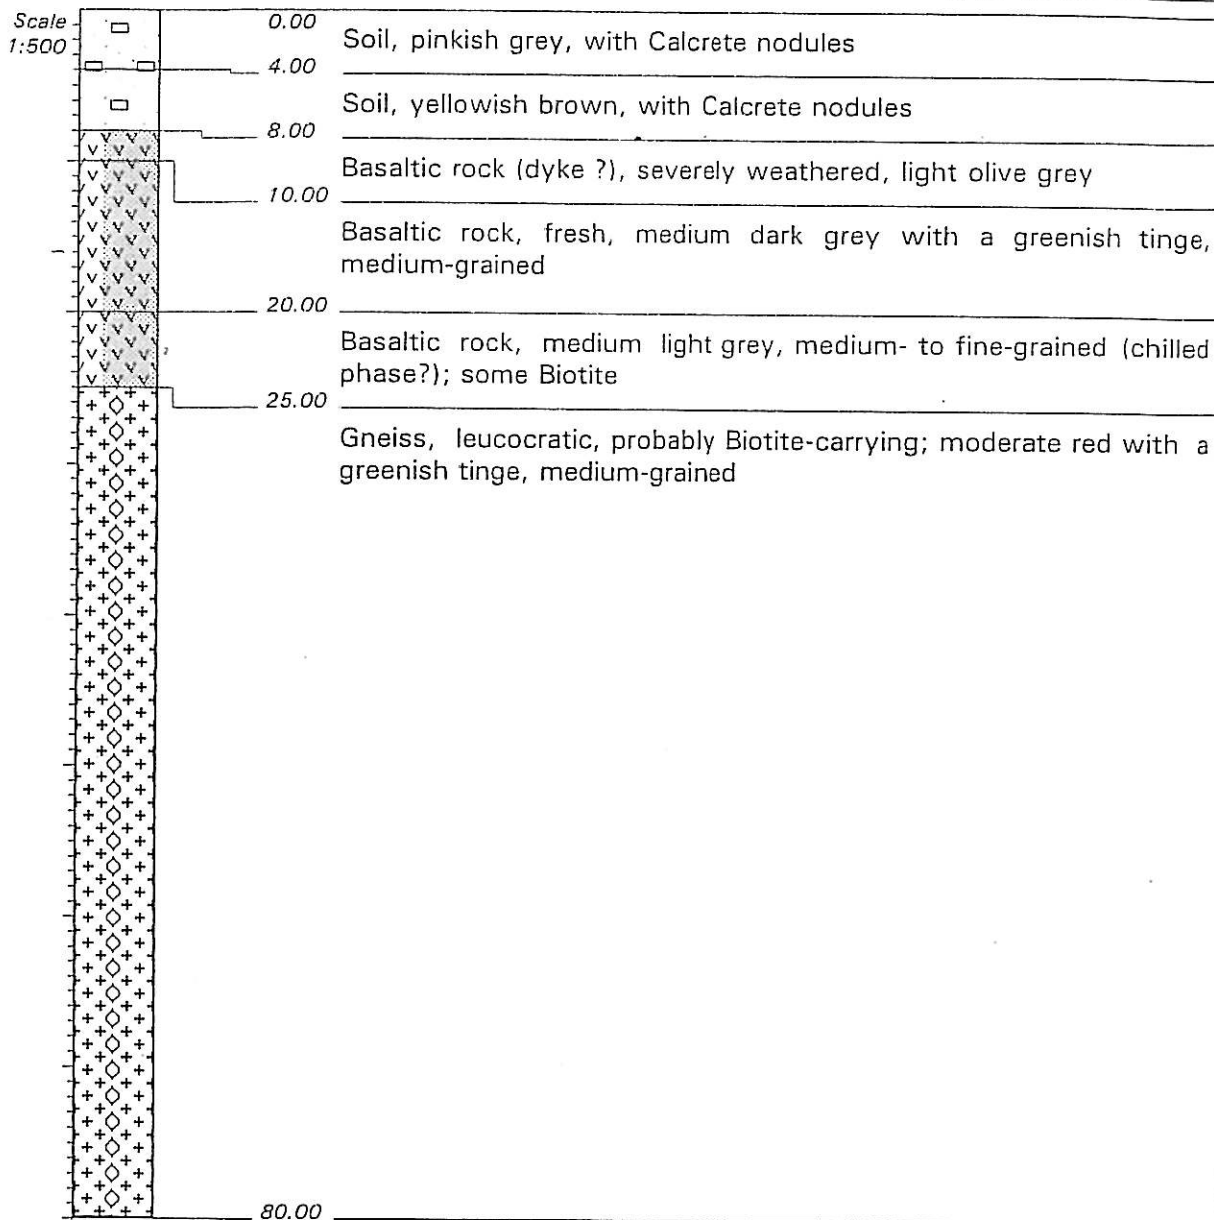 Scale
1:500
0.00
Soil, pinkish grey, with Calcrete nodules
4.00
Soil, yellowish brown, with Calcrete nodules
8.00
Basaltic rock (dyke ?), severely weathered, light olive grey
10.00
Basaltic rock, fresh, medium dark grey with a greenish tinge,
medium-grained
20.00
Basaltic rock, medium light grey, medium- to fine-grained (chilled
phase?); some Biotite
25.00
Gneiss, leucocratic, probably Biotite-carrying; moderate red with a
greenish tinge, medium-grained
80.00